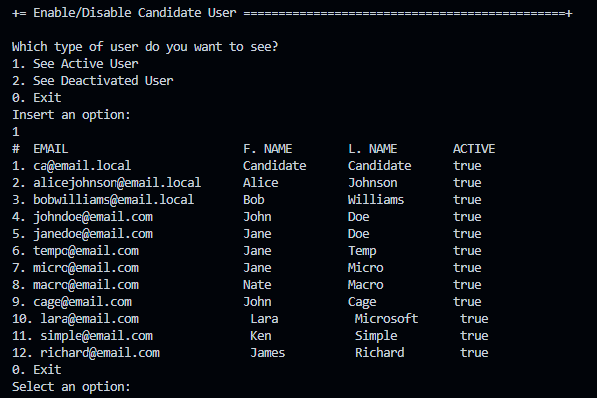 += Enable/Disable Candidate User ==============================================+
Which type of user do you want to see?
1. See Active User
2. See Deactivated User
0. Exit
Insert an option:
1
#  EMAIL                         F. NAME        L. NAME        ACTIVE
1. ca@email.local                Candidate      Candidate      true
2. alicejohnson@email.local      Alice          Johnson        true
3. bobwilliams@email.local       Bob            Williams       true
4. johndoe@email.com             John           Doe            true
5. janedoe@email.com             Jane           Doe            true
6. tempo@email.com               Jane           Temp           true
7. micro@email.com               Jane           Micro          true
8. macro@email.com               Nate           Macro          true
9. cage@email.com                John           Cage           true
10. lara@email.com                Lara           Microsoft      true
11. simple@email.com              Ken            Simple         true
12. richard@email.com             James          Richard        true
0. Exit
Select an option: